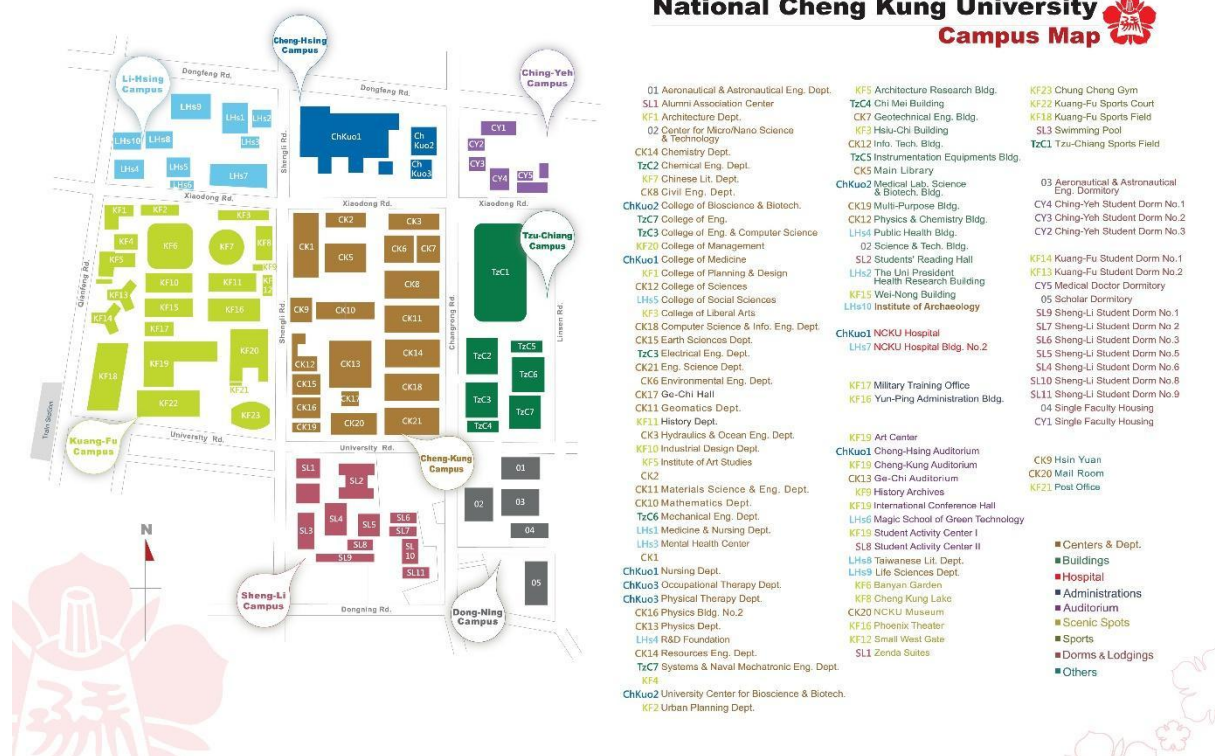 National Cheng Kung University
Campus Map
Cheng-Hsing
Campus
Li-Hsing
Campus
Ching-Yeh
Campus
Dongfeng Rd.
Dongfeng Rd.
LHs9
LHs1
LHs2
LHs10
LHs8
LHs3
LHs4
LHs5
LHs6
LHs7
Shengli Rd.
ChKuo1
Ch
Kuo2
Ch
Kuo3
CY1
CY2
CY3
CY4
CY5
Xiaodong Rd.
Xiaodong Rd.
Xiaodong Rd.
KF1
KF2
KF3
KF4
KF5
KF6
KF7
KF8
KF9
KF10
KF11
KF
12
KF13
KF14
KF15
KF16
KF17
KF18
KF19
KF20
KF21
KF22
KF23
Qianfeng Rd.
Train Station
Shengli Rd.
CK1
CK2
CK3
CK5
CK6
CK7
CK8
CK9
CK10
CK11
CK12
CK13
CK14
CK15
CK16
CK17
CK18
CK19
CK20
CK21
Changrong Rd.
Tzu-Chiang
Campus
TzC1
TzC2
TzC3
TzC4
TzC5
TzC6
TzC7
Linsen Rd.
Kuang-Fu
Campus
University Rd.
University Rd.
Cheng-Kung
Campus
SL1
SL2
SL3
SL4
SL5
SL6
SL7
SL8
SL9
SL
10
SL11
01
02
03
04
05
N
Sheng-Li
Campus
Dong-Ning
Campus
Dongning Rd.
01 Aeronautical & Astronautical Eng. Dept.
SL1 Alumni Association Center
KF1 Architecture Dept.
02 Center for Micro/Nano Science
& Technology
CK14 Chemistry Dept.
TzC2 Chemical Eng. Dept.
KF7 Chinese Lit. Dept.
CK8 Civil Eng. Dept.
ChKuo2 College of Bioscience & Biotech.
TzC7 College of Eng.
TzC3 College of Eng. & Computer Science
KF20 College of Management
ChKuo1 College of Medicine
KF1 College of Planning & Design
CK12 College of Sciences
LHs5 College of Social Sciences
KF3 College of Liberal Arts
CK18 Computer Science & Info. Eng. Dept.
CK15 Earth Sciences Dept.
TzC3 Electrical Eng. Dept.
CK21 Eng. Science Dept.
CK6 Environmental Eng. Dept.
CK17 Ge-Chi Hall
CK11 Geomatics Dept.
KF11 History Dept.
CK3 Hydraulics & Ocean Eng. Dept.
KF10 Industrial Design Dept.
KF5 Institute of Art Studies
CK2
CK11 Materials Science & Eng. Dept.
CK10 Mathematics Dept.
TzC6 Mechanical Eng. Dept.
LHs1 Medicine & Nursing Dept.
LHs3 Mental Health Center
CK1
ChKuo1 Nursing Dept.
ChKuo3 Occupational Therapy Dept.
ChKuo3 Physical Therapy Dept.
CK16 Physics Bldg. No.2
CK13 Physics Dept.
LHs4 R&D Foundation
CK14 Resources Eng. Dept.
TzC7 Systems & Naval Mechatronic Eng. Dept.
KF4
ChKuo2 University Center for Bioscience & Biotech.
KF2 Urban Planning Dept.
KF5 Architecture Research Bldg.
TzC4 Chi Mei Building
CK7 Geotechnical Eng. Bldg.
KF3 Hsiu-Chi Building
CK12 Info. Tech. Bldg.
TzC5 Instrumentation Equipments Bldg.
CK5 Main Library
ChKuo2 Medical Lab. Science
& Biotech. Bldg.
CK19 Multi-Purpose Bldg.
CK12 Physics & Chemistry Bldg.
LHs4 Public Health Bldg.
02 Science & Tech. Bldg.
SL2 Students' Reading Hall
LHs2 The Uni President
Health Research Building
KF15 Wei-Nong Building
LHs10 Institute of Archaeology
ChKuo1 NCKU Hospital
LHs7 NCKU Hospital Bldg. No.2
KF17 Military Training Office
KF16 Yun-Ping Administration Bldg.
KF19 Art Center
ChKuo1 Cheng-Hsing Auditorium
KF19 Cheng-Kung Auditorium
CK13 Ge-Chi Auditorium
KF9 History Archives
KF19 International Conference Hall
LHs6 Magic School of Green Technology
KF19 Student Activity Center I
SL8 Student Activity Center II
LHs8 Taiwanese Lit. Dept.
LHs9 Life Sciences Dept.
KF6 Banyan Garden
KF8 Cheng Kung Lake
CK20 NCKU Museum
KF16 Phoenix Theater
KF12 Small West Gate
SL1 Zenda Suites
KF23 Chung Cheng Gym
KF22 Kuang-Fu Sports Court
KF18 Kuang-Fu Sports Field
SL3 Swimming Pool
TzC1 Tzu-Chiang Sports Field
03 Aeronautical & Astronautical
Eng. Dormitory
CY4 Ching-Yeh Student Dorm No.1
CY3 Ching-Yeh Student Dorm No.2
CY2 Ching-Yeh Student Dorm No.3
KF14 Kuang-Fu Student Dorm No.1
KF13 Kuang-Fu Student Dorm No.2
CY5 Medical Doctor Dormitory
05 Scholar Dormitory
SL9 Sheng-Li Student Dorm No.1
SL7 Sheng-Li Student Dorm No 2
SL6 Sheng-Li Student Dorm No.3
SL5 Sheng-Li Student Dorm No.5
SL4 Sheng-Li Student Dorm No.6
SL10 Sheng-Li Student Dorm No.8
SL11 Sheng-Li Student Dorm No.9
04 Single Faculty Housing
CY1 Single Faculty Housing
CK9 Hsin Yuan
CK20 Mail Room
KF21 Post Office
Centers & Dept.
Buildings
Hospital
Administrations
Auditorium
Scenic Spots
Sports
Dorms & Lodgings
Others